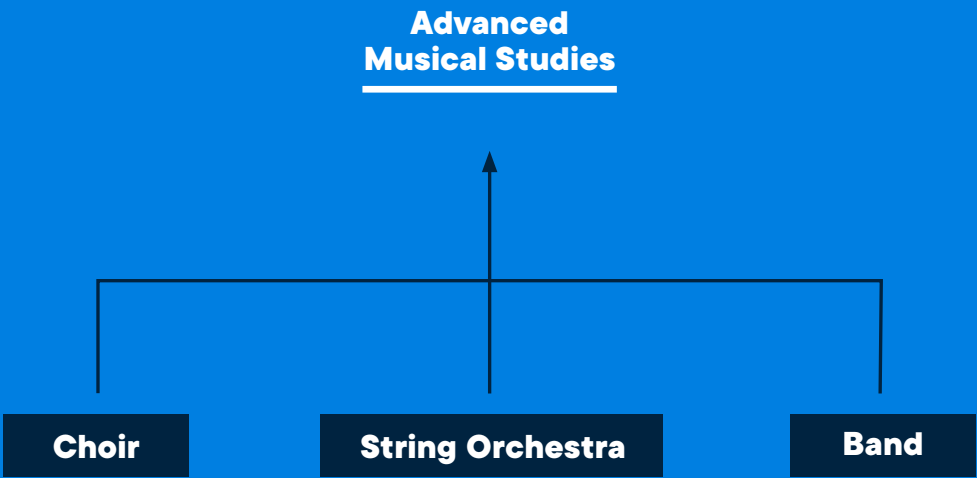 Advanced
Musical Studies
Choir
String Orchestra
Band